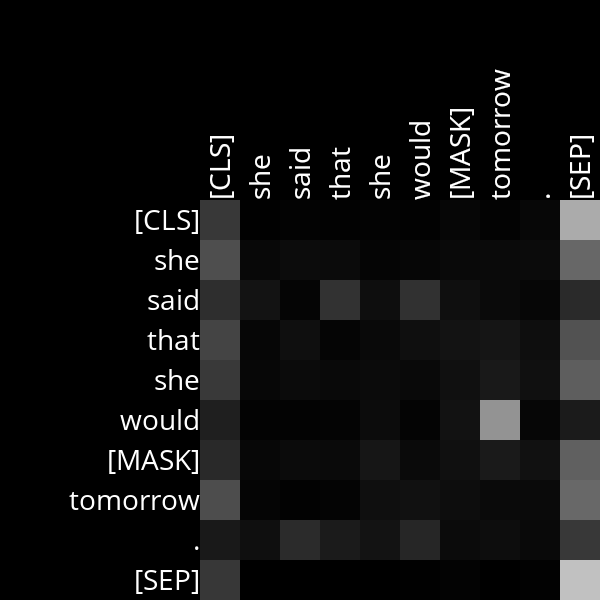 [CLS] she said that she would [MASK] tomorrow . [SEP]
[CLS]
she
said
that
she
would
[MASK]
tomorrow
.
[SEP]